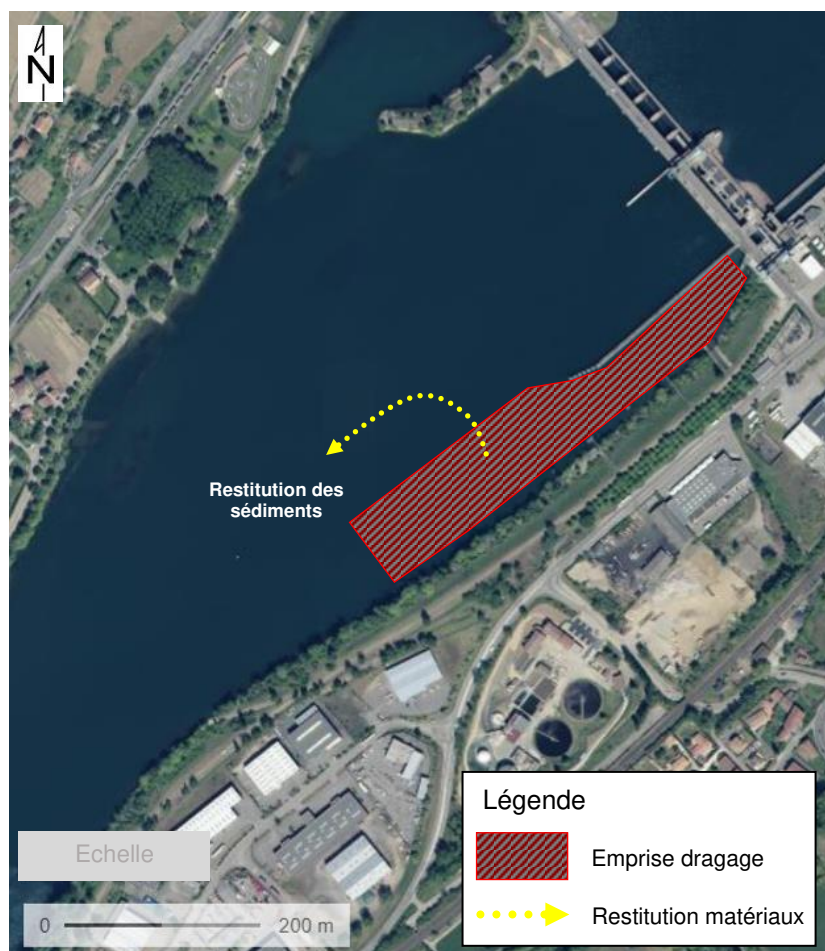 N
Restitution des
sédiments
Légende
Emprise dragage
Restitution matériaux
Echelle
0 200 m